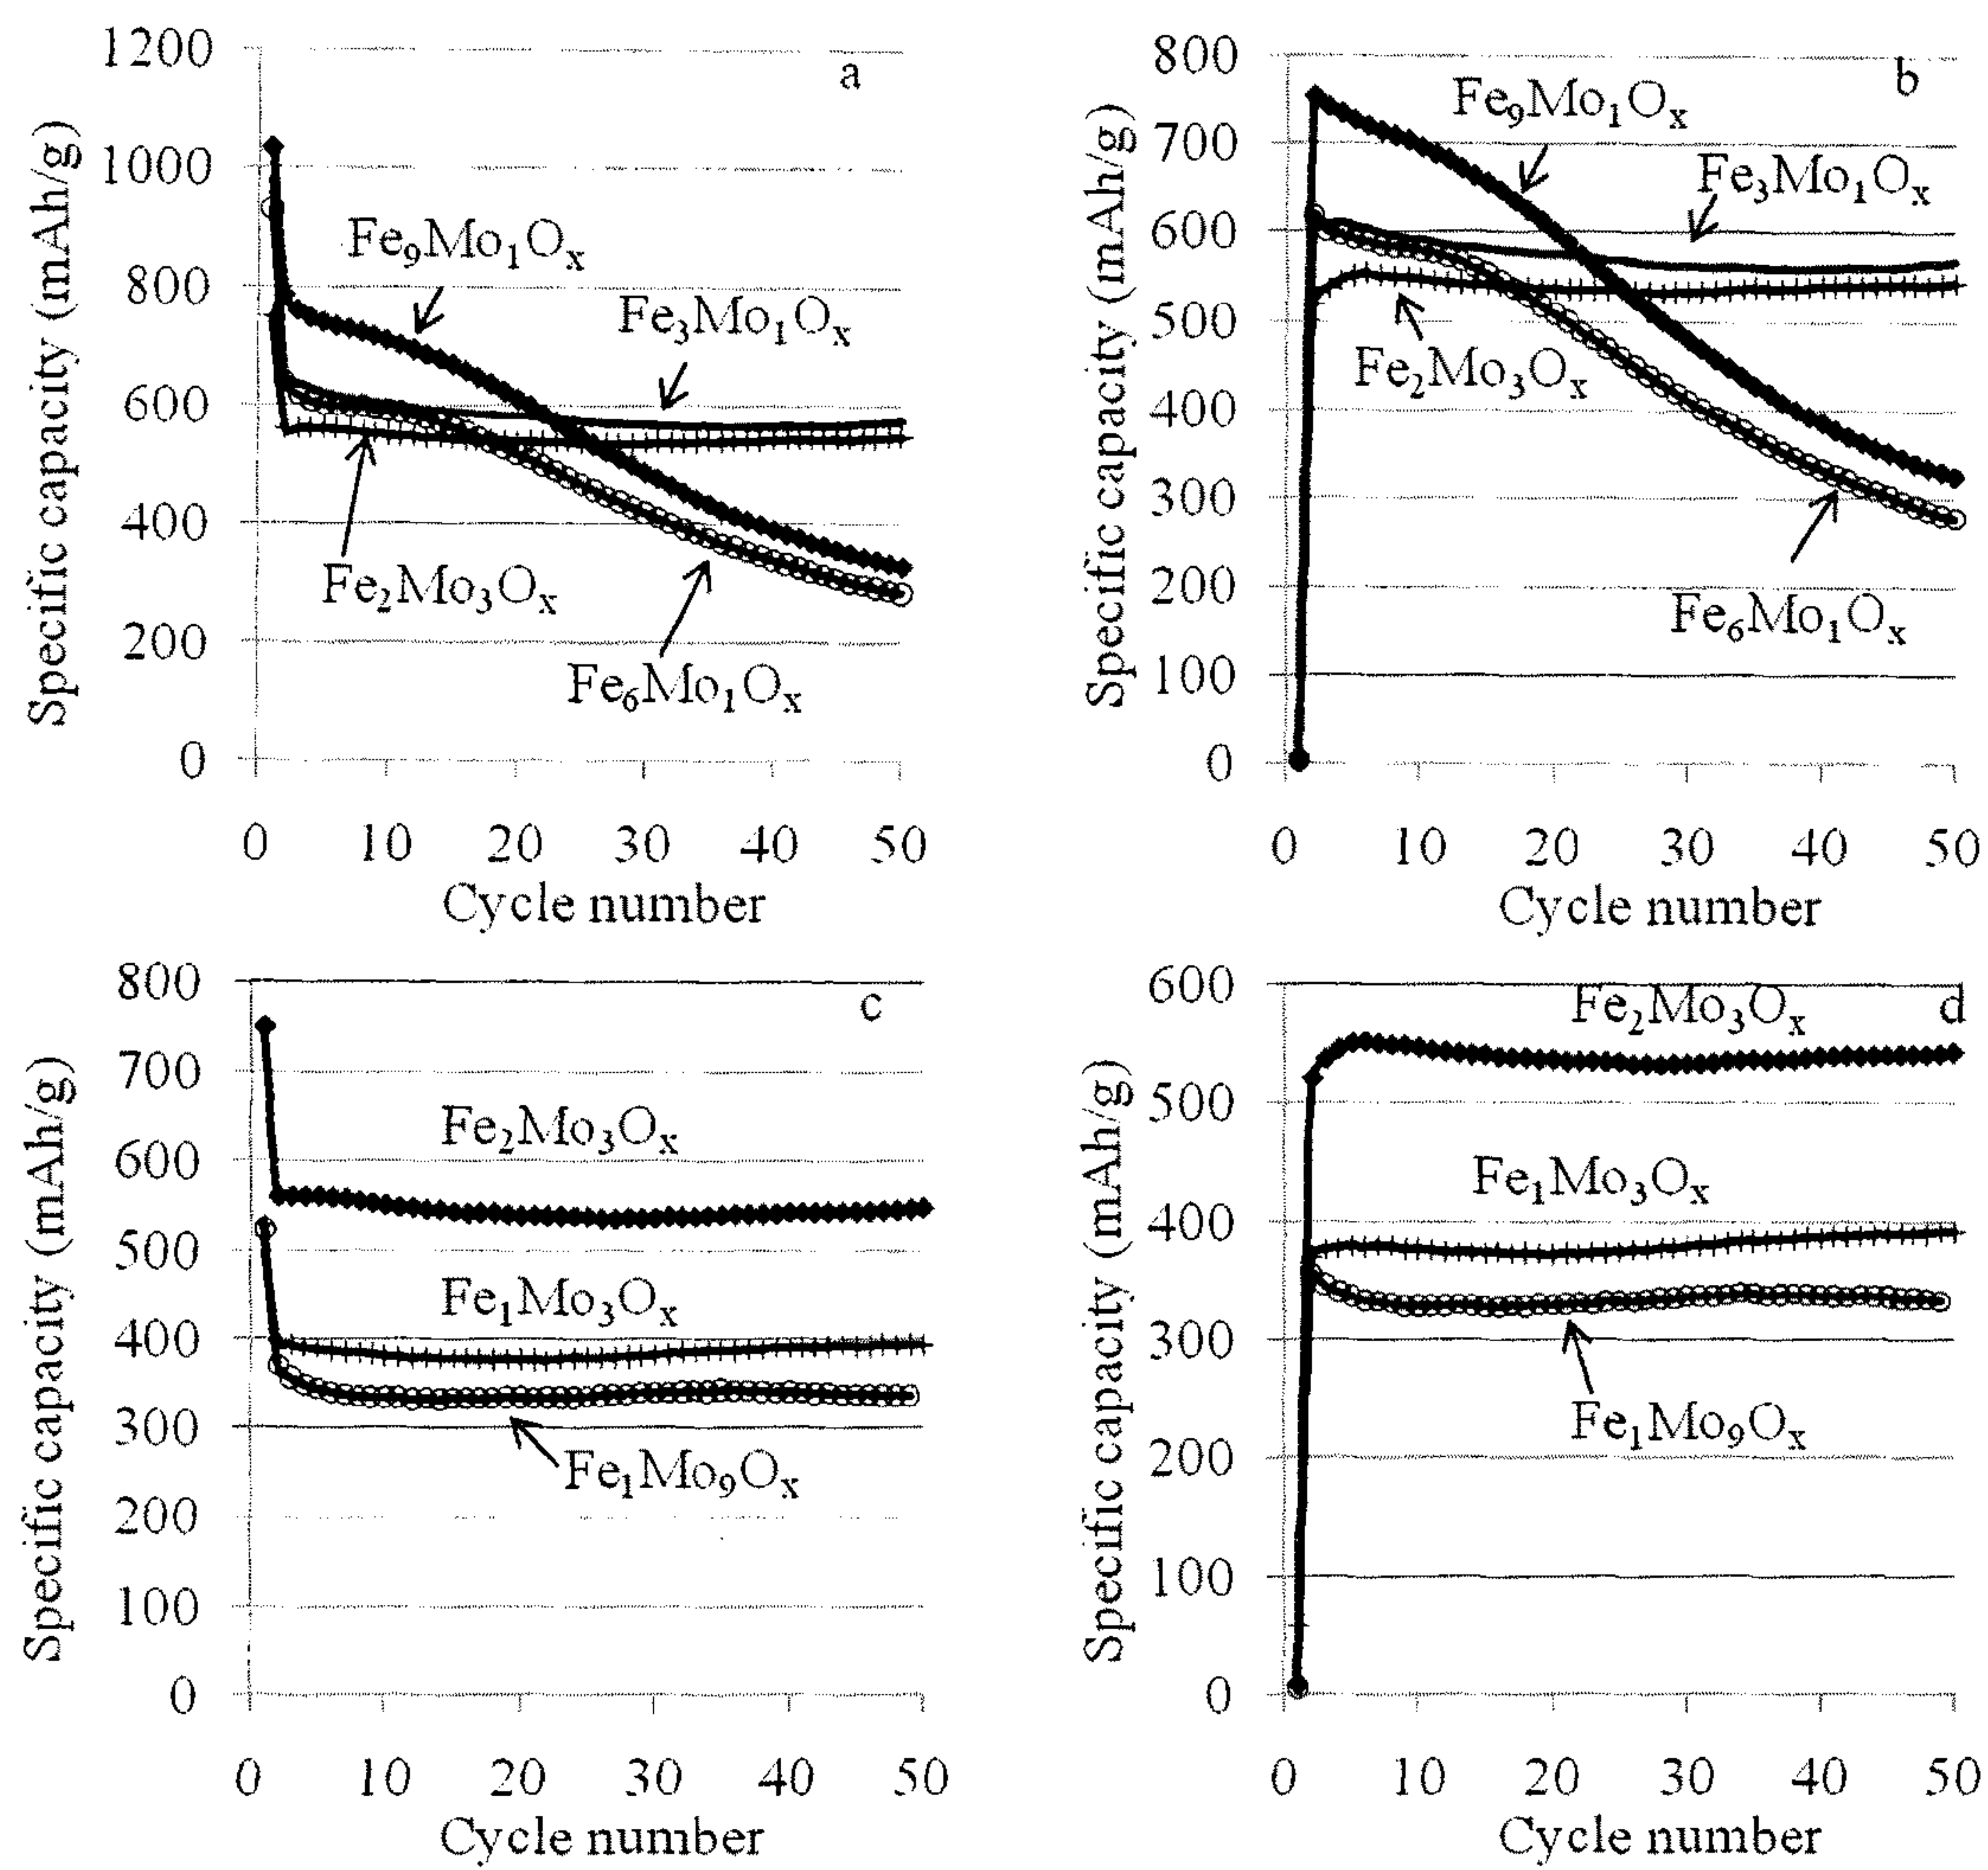 1200
1000
800
600
400
200
0
Specific capacity (mAh/g)
a
Fe₉Mo₁Oₓ
Fe₃Mo₁Oₓ
Fe₂Mo₃Oₓ
Fe₆Mo₁Oₓ
0 10 20 30 40 50
Cycle number
800
700
600
500
400
300
200
100
0
Specific capacity (mAh/g)
b
Fe₉Mo₁Oₓ
Fe₃Mo₁Oₓ
Fe₂Mo₃Oₓ
Fe₆Mo₁Oₓ
0 10 20 30 40 50
Cycle number
800
700
600
500
400
300
200
100
0
Specific capacity (mAh/g)
c
Fe₂Mo₃Oₓ
Fe₁Mo₃Oₓ
Fe₁Mo₉Oₓ
0 10 20 30 40 50
Cycle number
600
500
400
300
200
100
0
Specific capacity (mAh/g)
Fe₂Mo₃Oₓ d
Fe₁Mo₃Oₓ
Fe₁Mo₉Oₓ
0 10 20 30 40 50
Cycle number